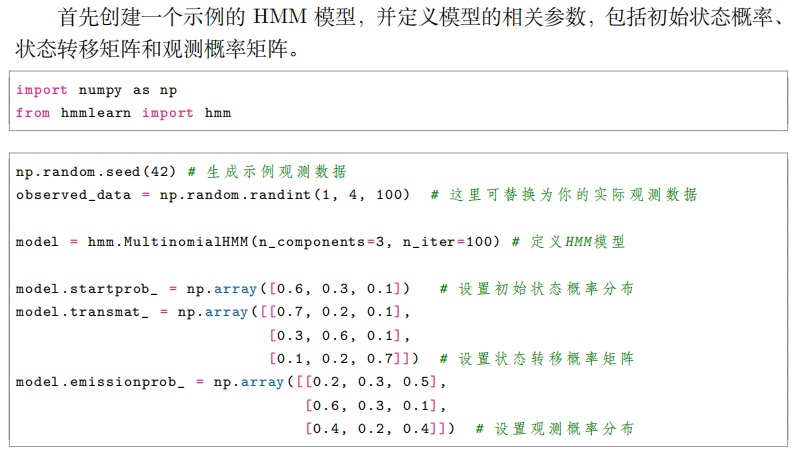 首先创建一个示例的 HMM 模型，并定义模型的相关参数，包括初始状态概率、
状态转移矩阵和观测概率矩阵。
import numpy as np
from hmmlearn import hmm
np.random.seed(42) # 生成示例观测数据
observed_data = np.random.randint(1, 4, 100)  # 这里可替换为你的实际观测数据
model = hmm.MultinomialHMM(n_components=3, n_iter=100) # 定义HMM模型
model.startprob_ = np.array([0.6, 0.3, 0.1])   # 设置初始状态概率分布
model.transmat_ = np.array([[0.7, 0.2, 0.1],
                            [0.3, 0.6, 0.1],
                            [0.1, 0.2, 0.7]])  # 设置状态转移概率矩阵
model.emissionprob_ = np.array([[0.2, 0.3, 0.5],
                                [0.6, 0.3, 0.1],
                                [0.4, 0.2, 0.4]])  # 设置观测概率分布